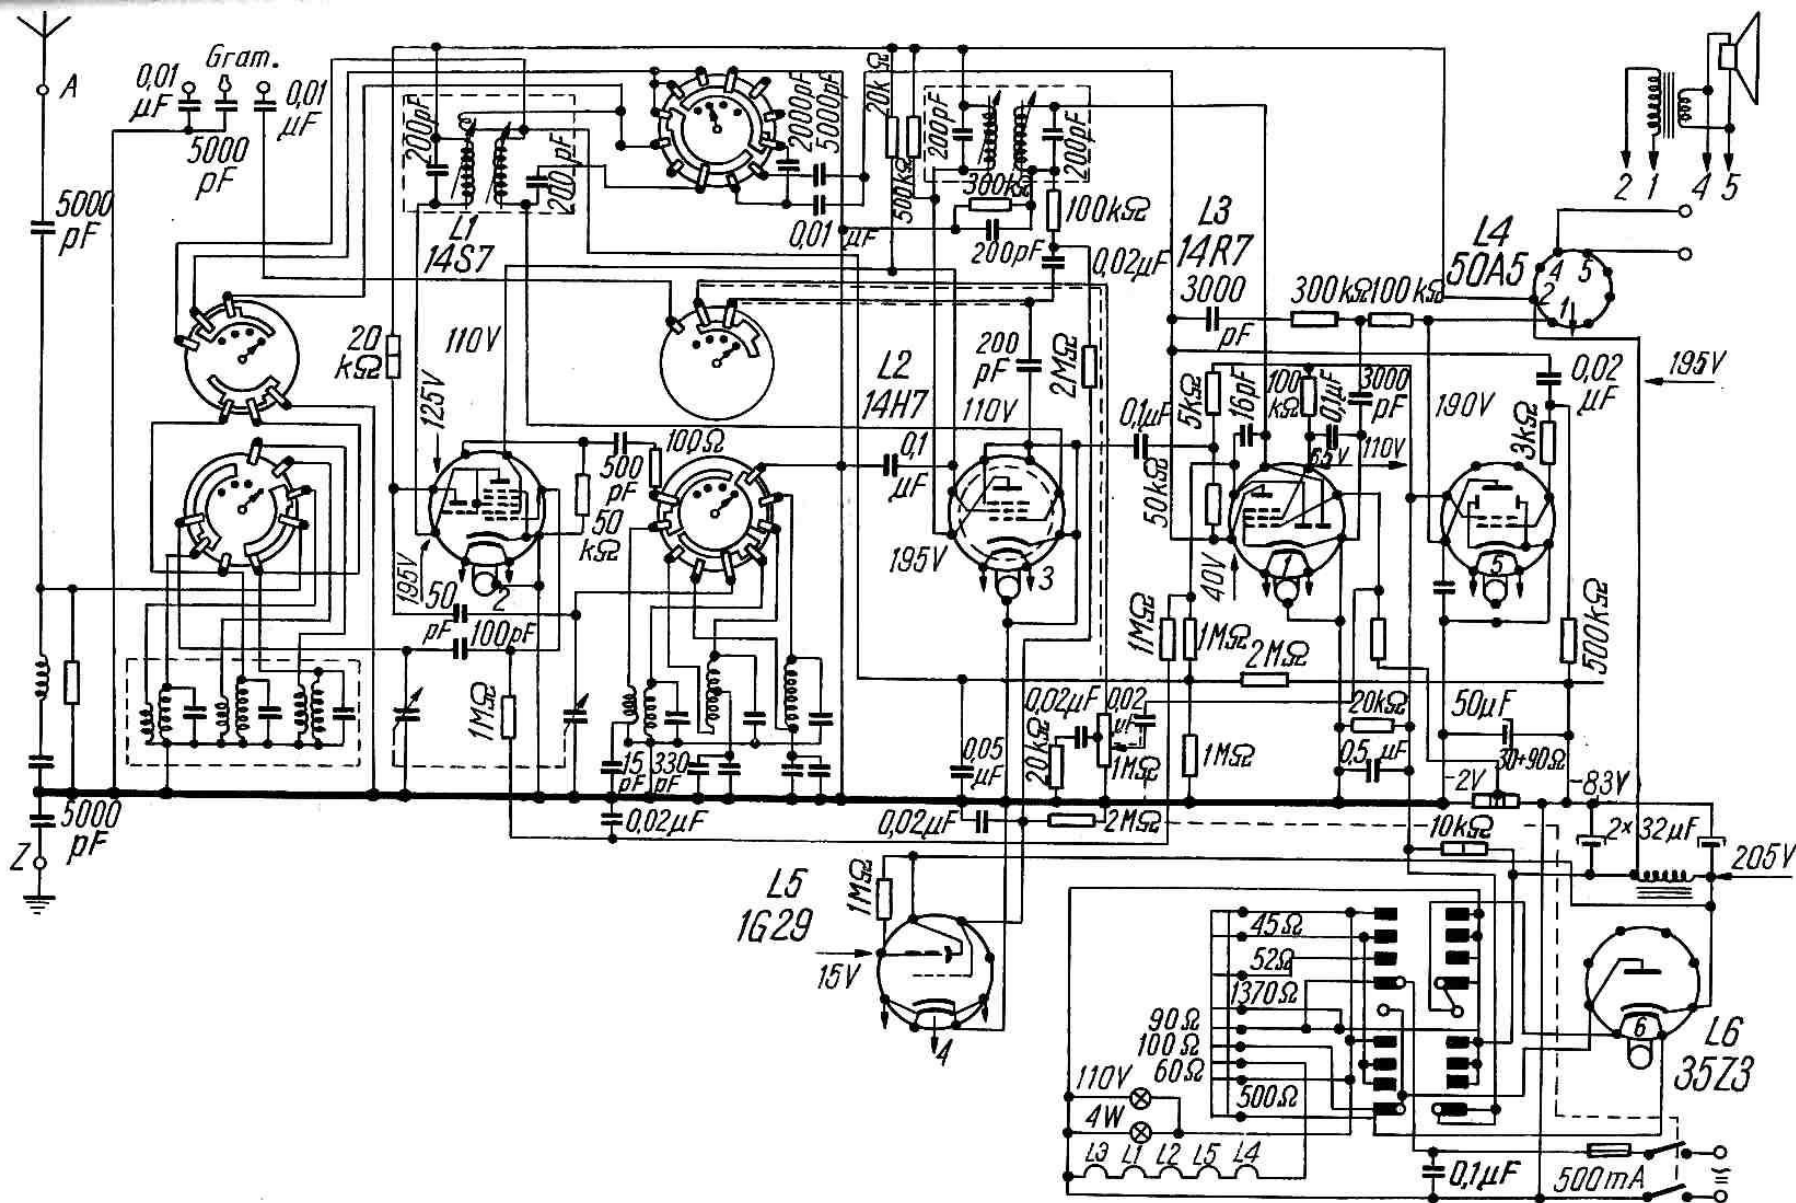 A
0,01
μF
Gram.
0,01
μF
5000
pF
5000
pF
200pF
200pF
L1
14S7
2000pF
5000pF
0,01 μF
20kΩ
500kΩ
200pF
200pF
300kΩ
200pF
100kΩ
0,02μF
L3
14R7
3000
pF
300kΩ
100kΩ
L4
50A5
4
5
2
1
2 1 4 5
195V
20
kΩ
110V
125V
195V
2
50
pF
100pF
500
pF
50
kΩ
100Ω
L2
14H7
110V
200
pF
2MΩ
0,1
μF
195V
3
0,1μF
5kΩ
16pF
100
kΩ
0,1μF
3000
pF
190V
3kΩ
0,02
μF
65V
110V
50kΩ
40V
1
5
500kΩ
1MΩ
1MΩ
2MΩ
1MΩ
0,02μF
0,02
μF
20kΩ
1MΩ
1MΩ
20kΩ
0,5 μF
50μF
30+90Ω
-2V
-8,3V
0,05
μF
15
pF
330
pF
5000
pF
Z
0,02μF
0,02μF
2MΩ
10kΩ
2×32μF
205V
L5
1G29
1MΩ
15V
4
45Ω
52Ω
1370Ω
90Ω
100Ω
60Ω
500Ω
110V
4W
L3 L1 L2 L5 L4
6
L6
35Z3
0,1μF
500mA